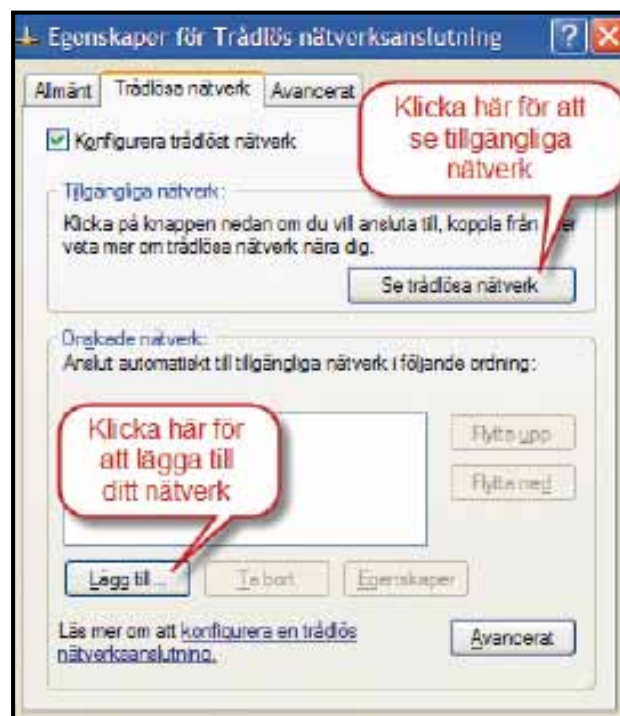 Egenskaper för Trådlös nätverksanslutning
Allmänt
Trådlösa nätverk
Avancerat
Klicka här för att
se tillgängliga
nätverk
Konfigurera trådlöst nätverk
Tillgängliga nätverk:
Klicka på knappen nedan om du vill ansluta till, koppla från
veta mer om trådlösa nätverk nära dig.
Se trådlösa nätverk
Önskade nätverk:
Anslut automatiskt till tillgängliga nätverk i följande ordning:
Klicka här för
att lägga till
ditt nätverk
Flytta upp
Flytta ned
Lägg till...
Ta bort
Egenskaper
Läs mer om att konfigurera en trådlös
nätverksanslutning.
Avancerat